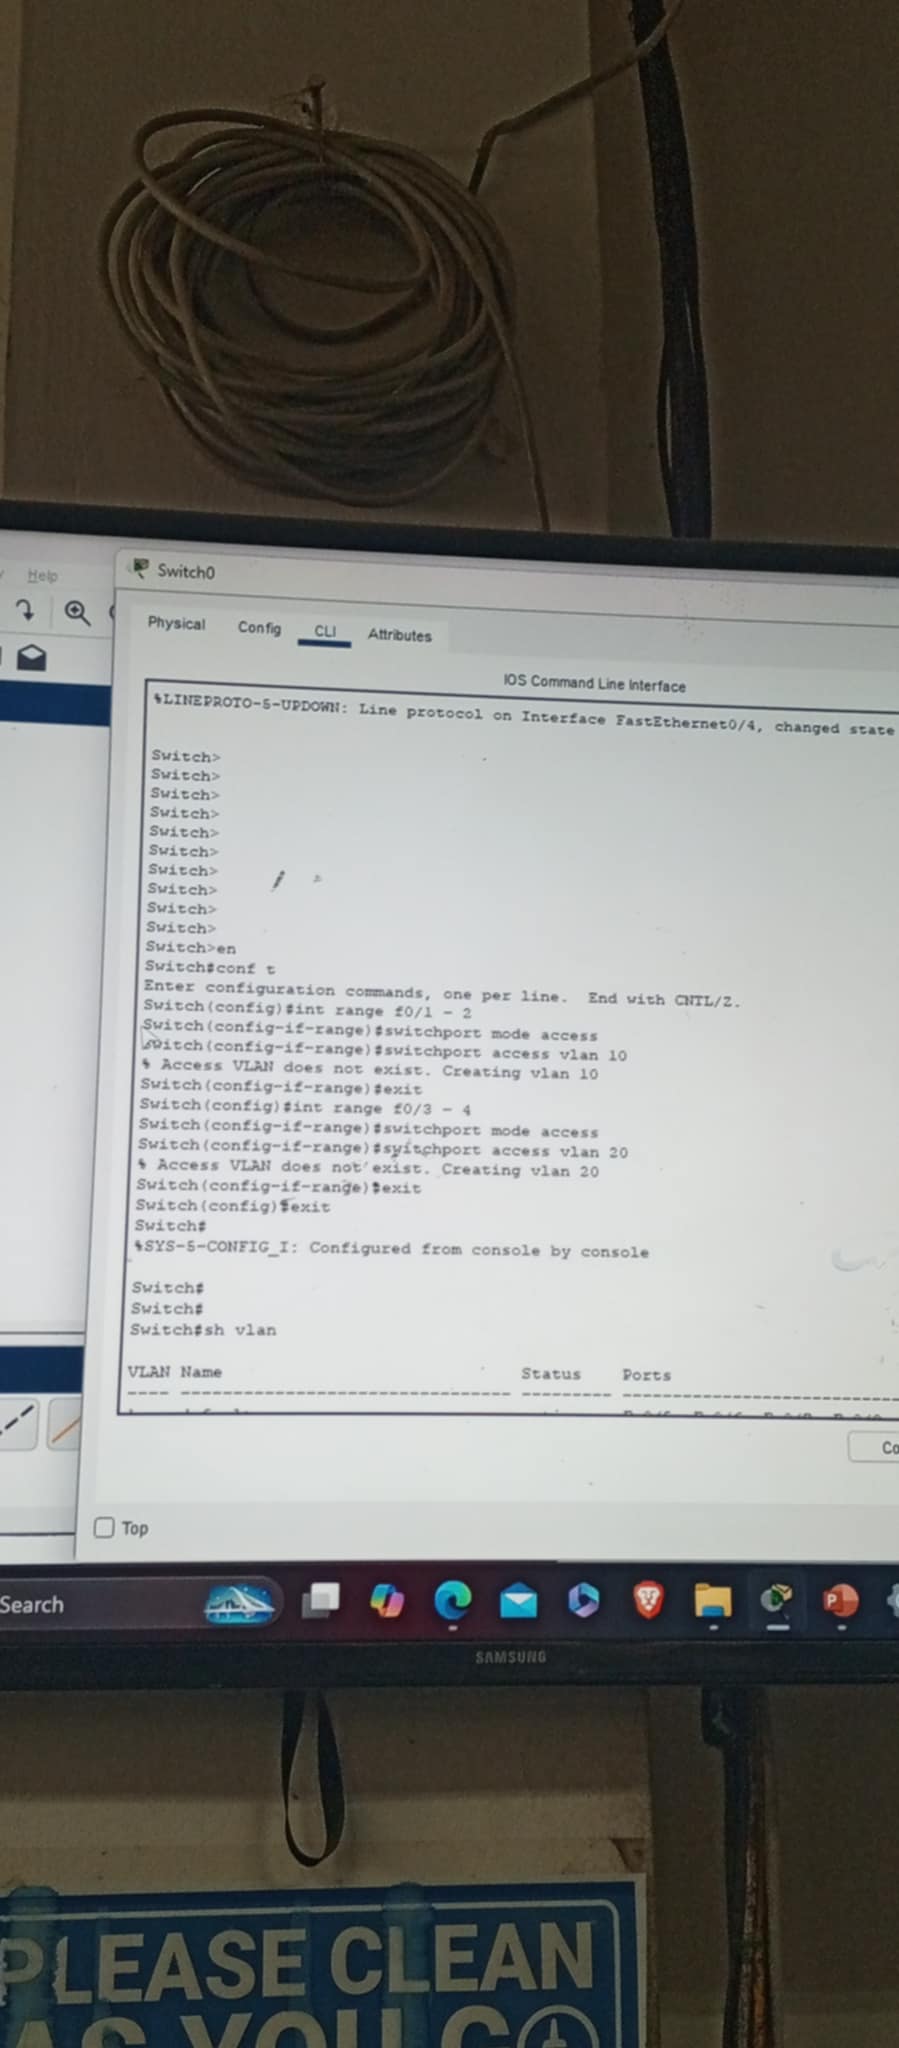 Help
Switch0
Physical Config CLI Attributes
IOS Command Line Interface
%LINEPROTO-5-UPDOWN: Line protocol on Interface FastEthernet0/4, changed state
Switch>
Switch>
Switch>
Switch>
Switch>
Switch>
Switch>
Switch>
Switch>
Switch>
Switch>en
Switch#conf t
Enter configuration commands, one per line. End with CNTL/Z.
Switch(config)#int range f0/1 - 2
Switch(config-if-range)#switchport mode access
Switch(config-if-range)#switchport access vlan 10
% Access VLAN does not exist. Creating vlan 10
Switch(config-if-range)#exit
Switch(config)#int range f0/3 - 4
Switch(config-if-range)#switchport mode access
Switch(config-if-range)#switchport access vlan 20
% Access VLAN does not exist. Creating vlan 20
Switch(config-if-range)#exit
Switch(config)#exit
Switch#
%SYS-5-CONFIG_I: Configured from console by console
Switch#
Switch#
Switch#sh vlan
VLAN Name Status Ports
---- -------------------------------- --------- -------------------------------
Co
Top
Search
SAMSUNG
PLEASE CLEAN
AS YOU GO